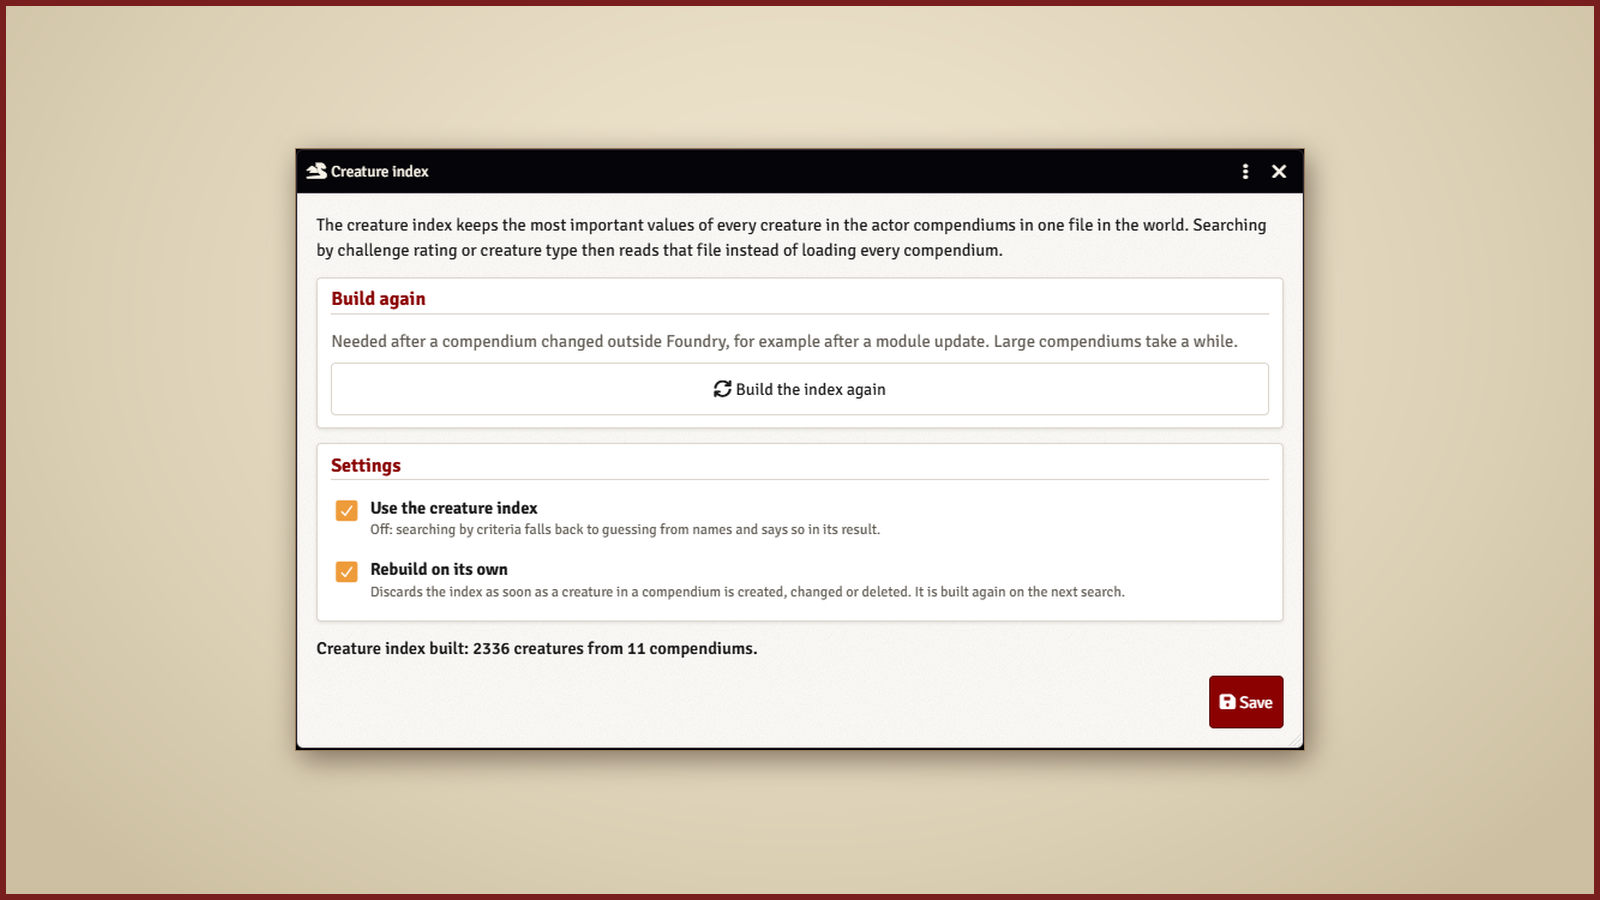 Creature index
The creature index keeps the most important values of every creature in the actor compendiums in one file in the world. Searching
by challenge rating or creature type then reads that file instead of loading every compendium.
Build again
Needed after a compendium changed outside Foundry, for example after a module update. Large compendiums take a while.
Build the index again
Settings
Use the creature index
Off: searching by criteria falls back to guessing from names and says so in its result.
Rebuild on its own
Discards the index as soon as a creature in a compendium is created, changed or deleted. It is built again on the next search.
Creature index built: 2336 creatures from 11 compendiums.
Save